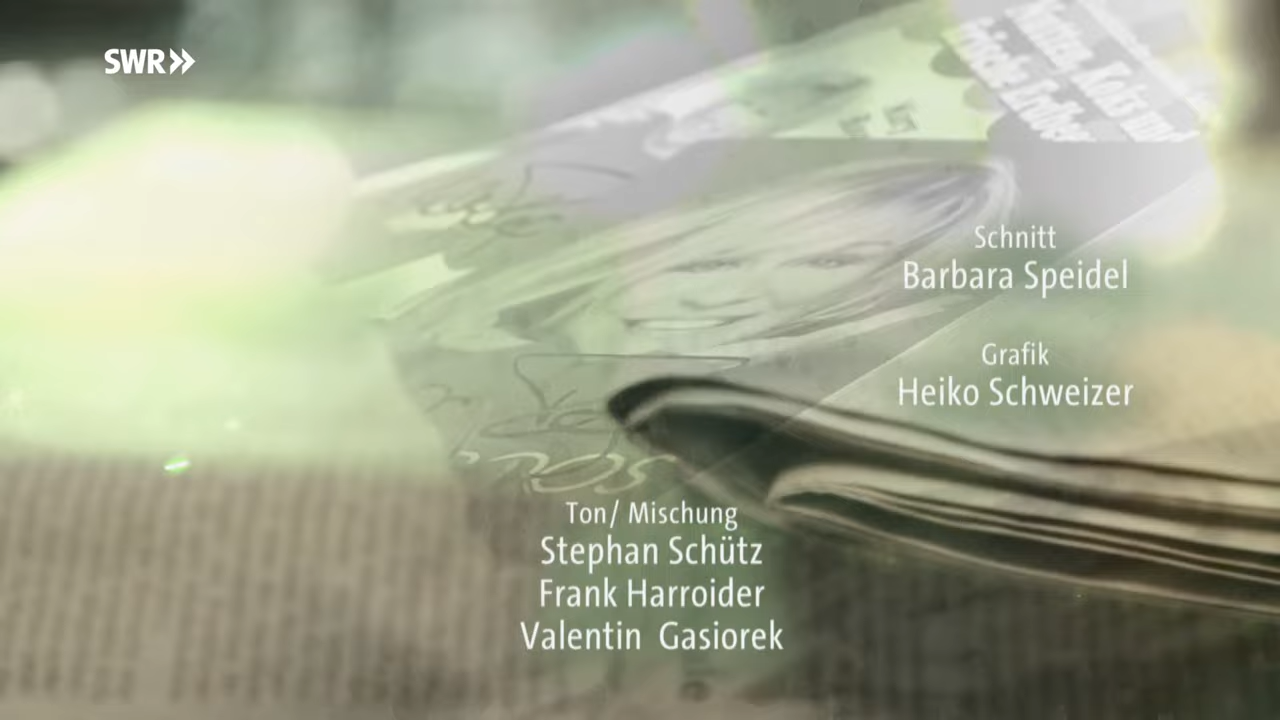 SWR»
Schnitt
Barbara Speidel
Grafik
Heiko Schweizer
Ton/ Mischung
Stephan Schütz
Frank Harroider
Valentin Gasiorek